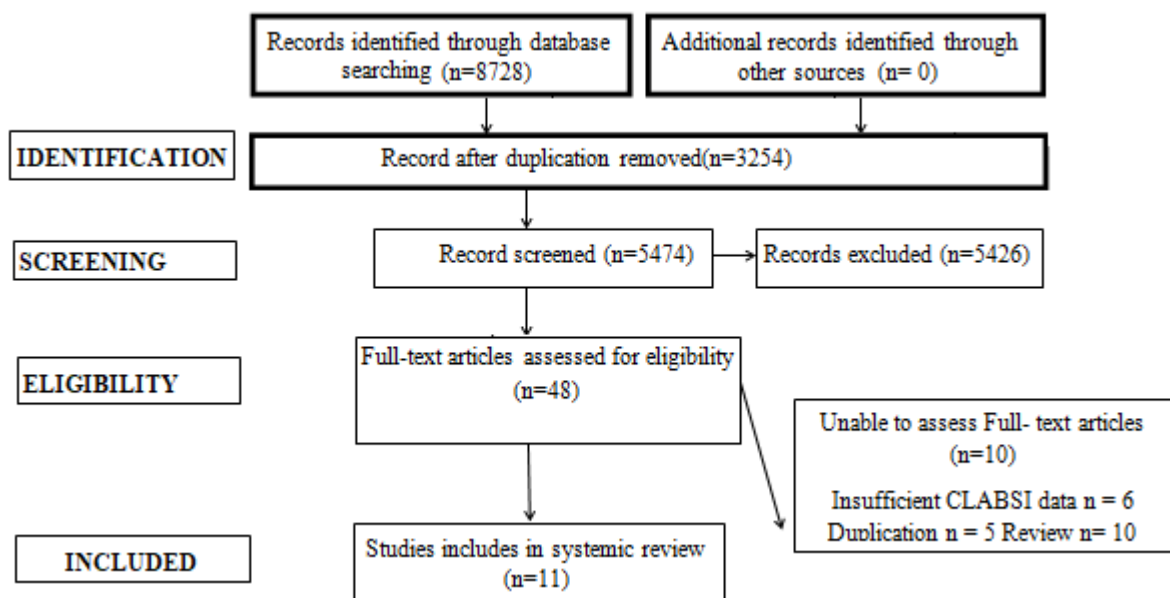 Records identified through database
searching (n=8728)
Additional records identified through
other sources (n= 0)
IDENTIFICATION
Record after duplication removed(n=3254)
SCREENING
Record screened (n=5474)
Records excluded (n=5426)
ELIGIBILITY
Full-text articles assessed for eligibility
(n=48)
Unable to assess Full- text articles
(n=10)
Insufficient CLABSI data n = 6
Duplication n = 5 Review n= 10
INCLUDED
Studies includes in systemic review
(n=11)